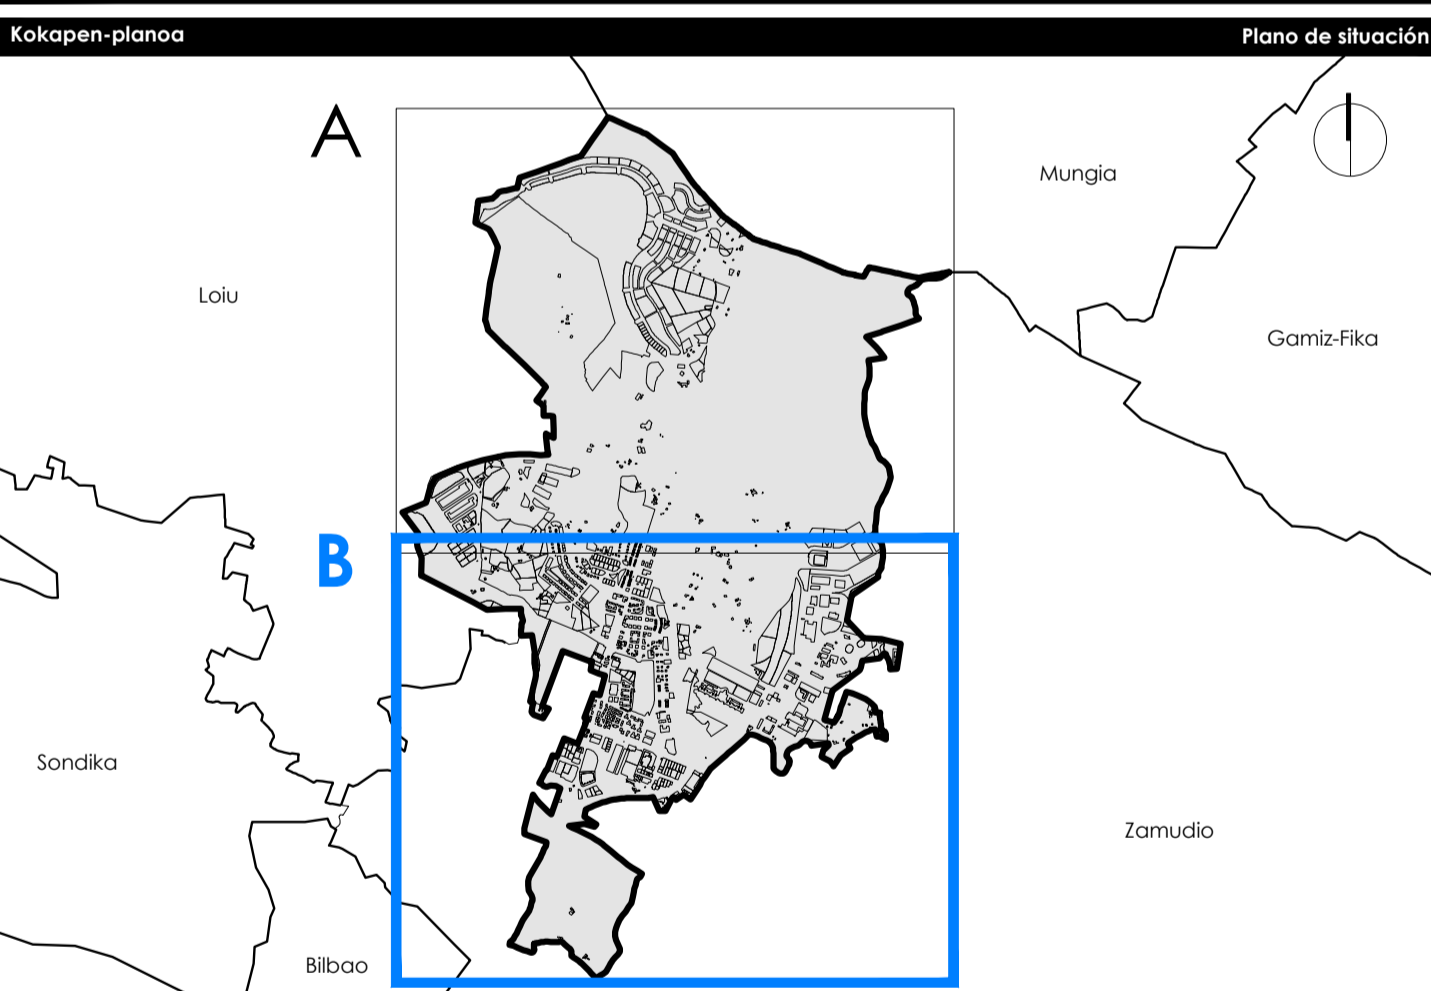 Kokapen-planoa
Plano de situación
A
Mungia
Loiu
Gamiz-Fika
B
Sondika
Zamudio
Bilbao